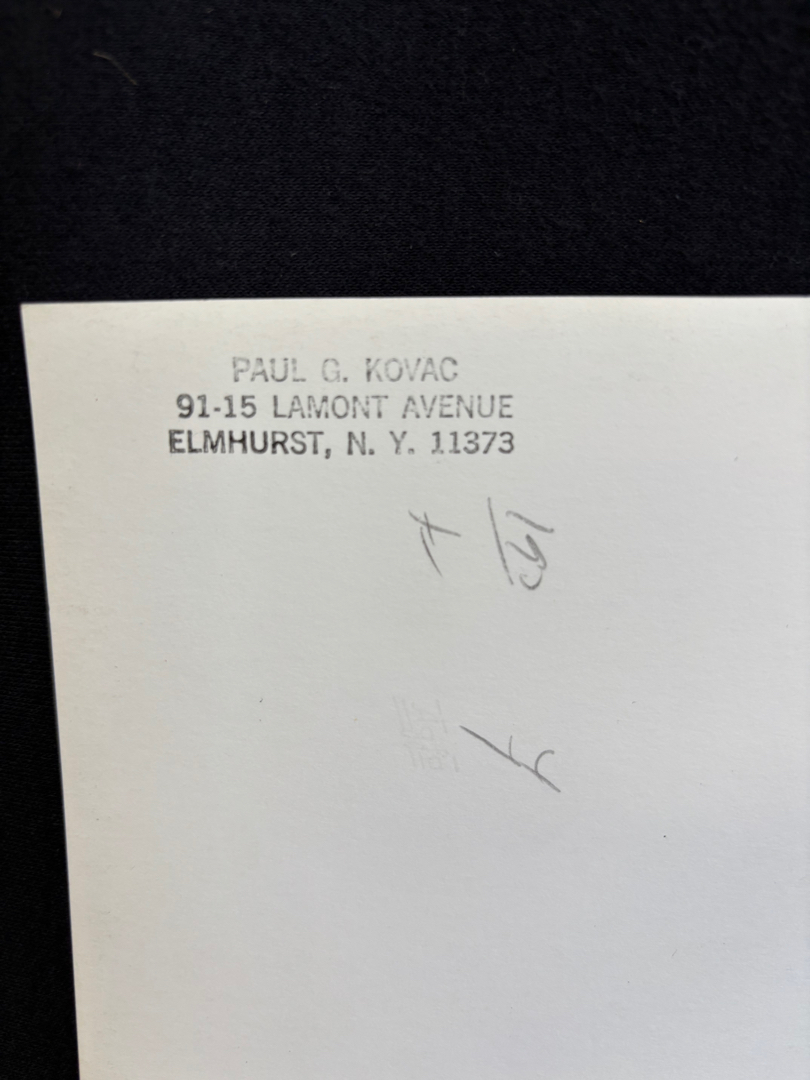 PAUL G. KOVAC
91-15 LAMONT AVENUE
ELMHURST, N. Y. 11373